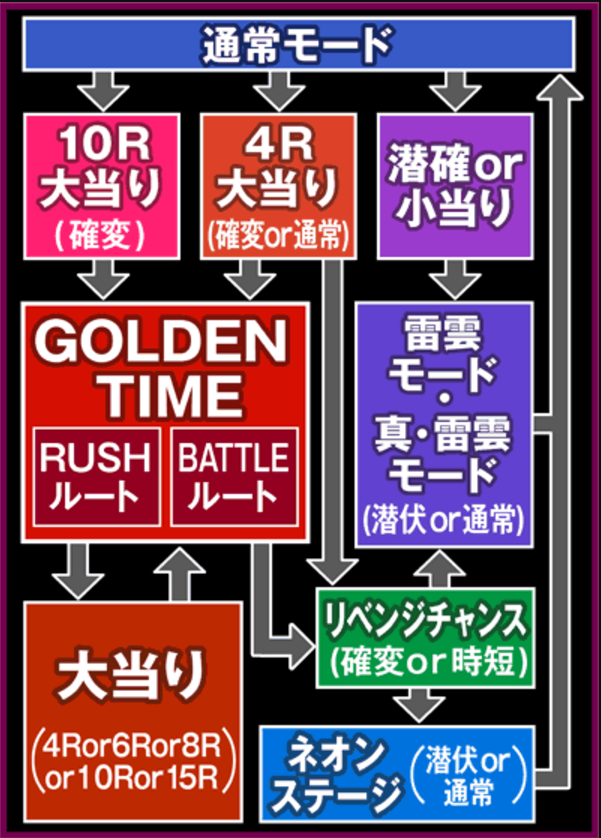 通常モード
10R
大当り
(確変)
4R
大当り
(確変or通常)
潜確or
小当り
GOLDEN
TIME
RUSH
ルート
BATTLE
ルート
雷雲
モード
・
真・雷雲
モード
(潜伏or通常)
リベンジチャンス
(確変or時短)
大当り
(4Ror6Ror8R
or10Ror15R)
ネオン
ステージ
(潜伏or
通常)